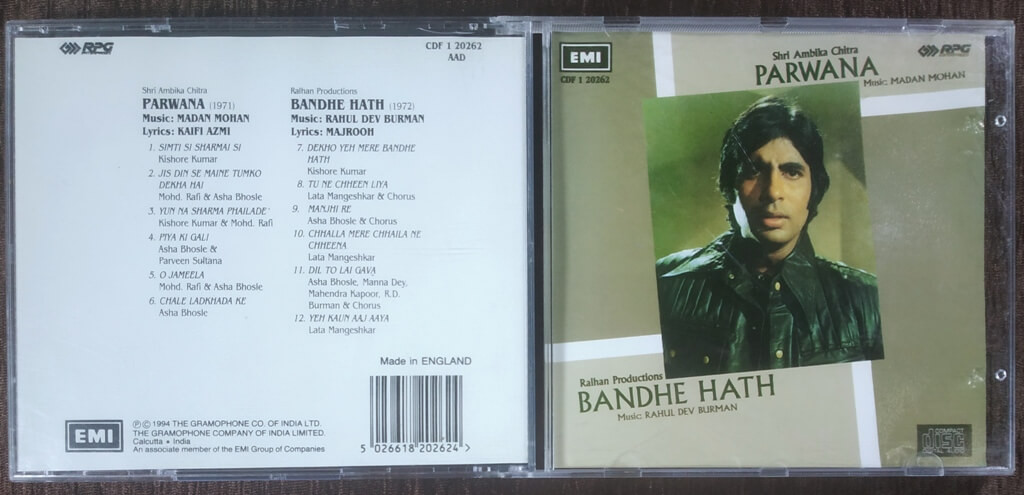 RPG
CDF 1 20262
AAD
Shri Ambika Chitra
PARWANA (1971)
Music: MADAN MOHAN
Lyrics: KAIFI AZMI
1. SIMTI SI SHARMAI SI
Kishore Kumar
2. JIS DIN SE MAINE TUMKO
DEKHA HAI
Mohd. Rafi & Asha Bhosle
3. YUN NA SHARMA PHAILADE
Kishore Kumar & Mohd. Rafi
4. PIYA KI GALI
Asha Bhosle &
Parveen Sultana
5. O JAMEELA
Mohd. Rafi & Asha Bhosle
6. CHALE LADKHADA KE
Asha Bhosle
Ralhan Productions
BANDHE HATH (1972)
Music: RAHUL DEV BURMAN
Lyrics: MAJROOH
7. DEKHO YEH MERE BANDHE
HATH
Kishore Kumar
8. TU NE CHHEEN LIYA
Lata Mangeshkar & Chorus
9. MANJHI RE
Asha Bhosle & Chorus
10. CHHALLA MERE CHHAILA NE
CHHEENA
Lata Mangeshkar
11. DIL TO LAI GAVA
Asha Bhosle, Manna Dey,
Mahendra Kapoor, R.D.
Burman & Chorus
12. YEH KAUN AAJ AAYA
Lata Mangeshkar
Made in ENGLAND
EMI
Ⓟ © 1994 THE GRAMOPHONE CO. OF INDIA LTD.
THE GRAMOPHONE COMPANY OF INDIA LIMITED.
Calcutta • India
An associate member of the EMI Group of Companies
5 026618 202624 >
EMI
CDF 1 20262
Shri Ambika Chitra
PARWANA
Music: MADAN MOHAN
RPG
Ralhan Productions
BANDHE HATH
Music: RAHUL DEV BURMAN
COMPACT
disc
DIGITAL AUDIO